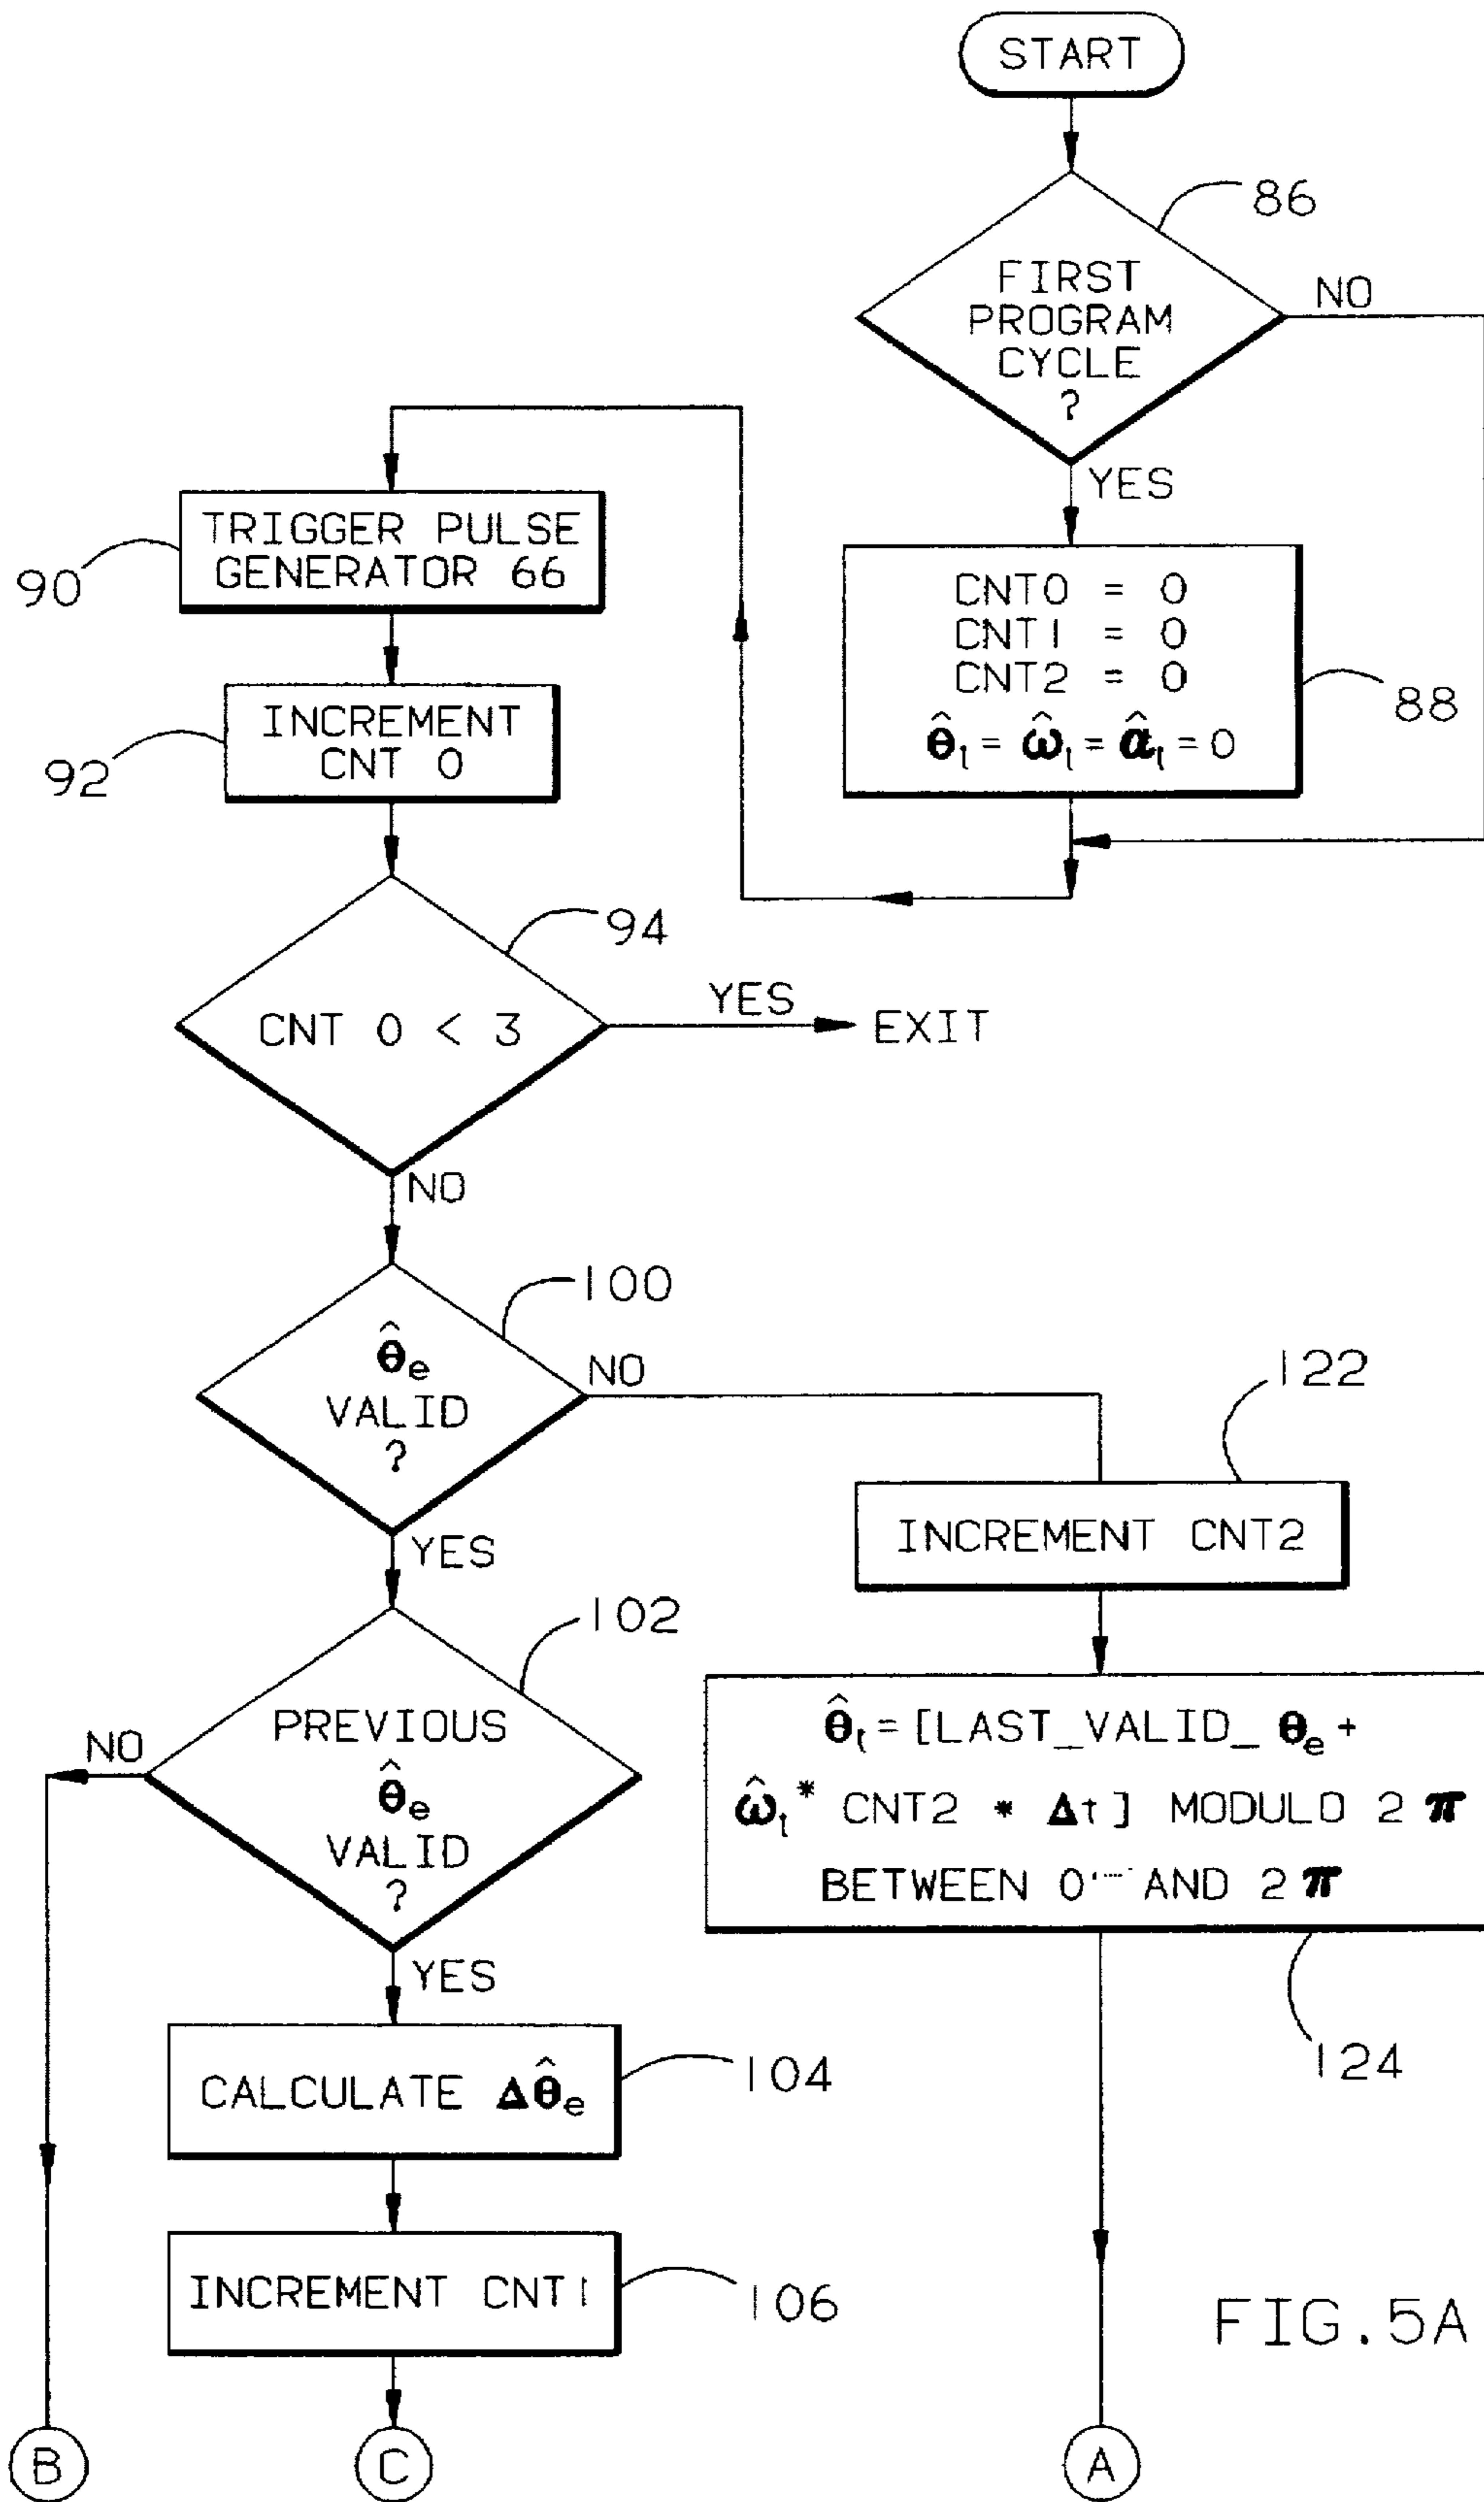 START
86
FIRST
PROGRAM
CYCLE
?
NO
YES
CNT0 = 0
CNT1 = 0
CNT2 = 0
θ̂ₜ = ω̂ₜ = α̂ₜ = 0
88
TRIGGER PULSE
GENERATOR 66
90
INCREMENT
CNT 0
92
94
CNT 0 < 3
YES
EXIT
NO
100
θ̂ₑ
VALID
?
NO
YES
122
INCREMENT CNT2
102
PREVIOUS
θ̂ₑ
VALID
?
NO
YES
θ̂ₜ = [LAST_VALID_ θₑ +
ω̂ₜ * CNT2 * Δt ] MODULO 2 π
BETWEEN 0 AND 2 π
124
CALCULATE Δθ̂ₑ
104
INCREMENT CNT1
106
FIG.5A
B
C
A